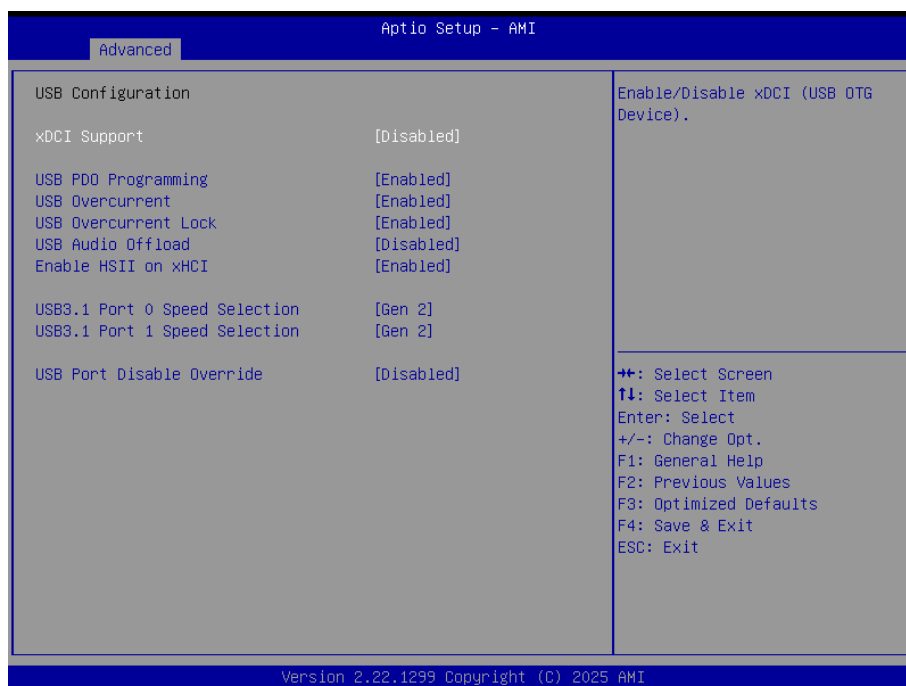 Aptio Setup – AMI
Advanced
USB Configuration
xDCI Support [Disabled]
USB PDO Programming [Enabled]
USB Overcurrent [Enabled]
USB Overcurrent Lock [Enabled]
USB Audio Offload [Disabled]
Enable HSII on xHCI [Enabled]
USB3.1 Port 0 Speed Selection [Gen 2]
USB3.1 Port 1 Speed Selection [Gen 2]
USB Port Disable Override [Disabled]
Enable/Disable xDCI (USB OTG
Device).
→←: Select Screen
↑↓: Select Item
Enter: Select
+/-: Change Opt.
F1: General Help
F2: Previous Values
F3: Optimized Defaults
F4: Save & Exit
ESC: Exit
Version 2.22.1299 Copyright (C) 2025 AMI